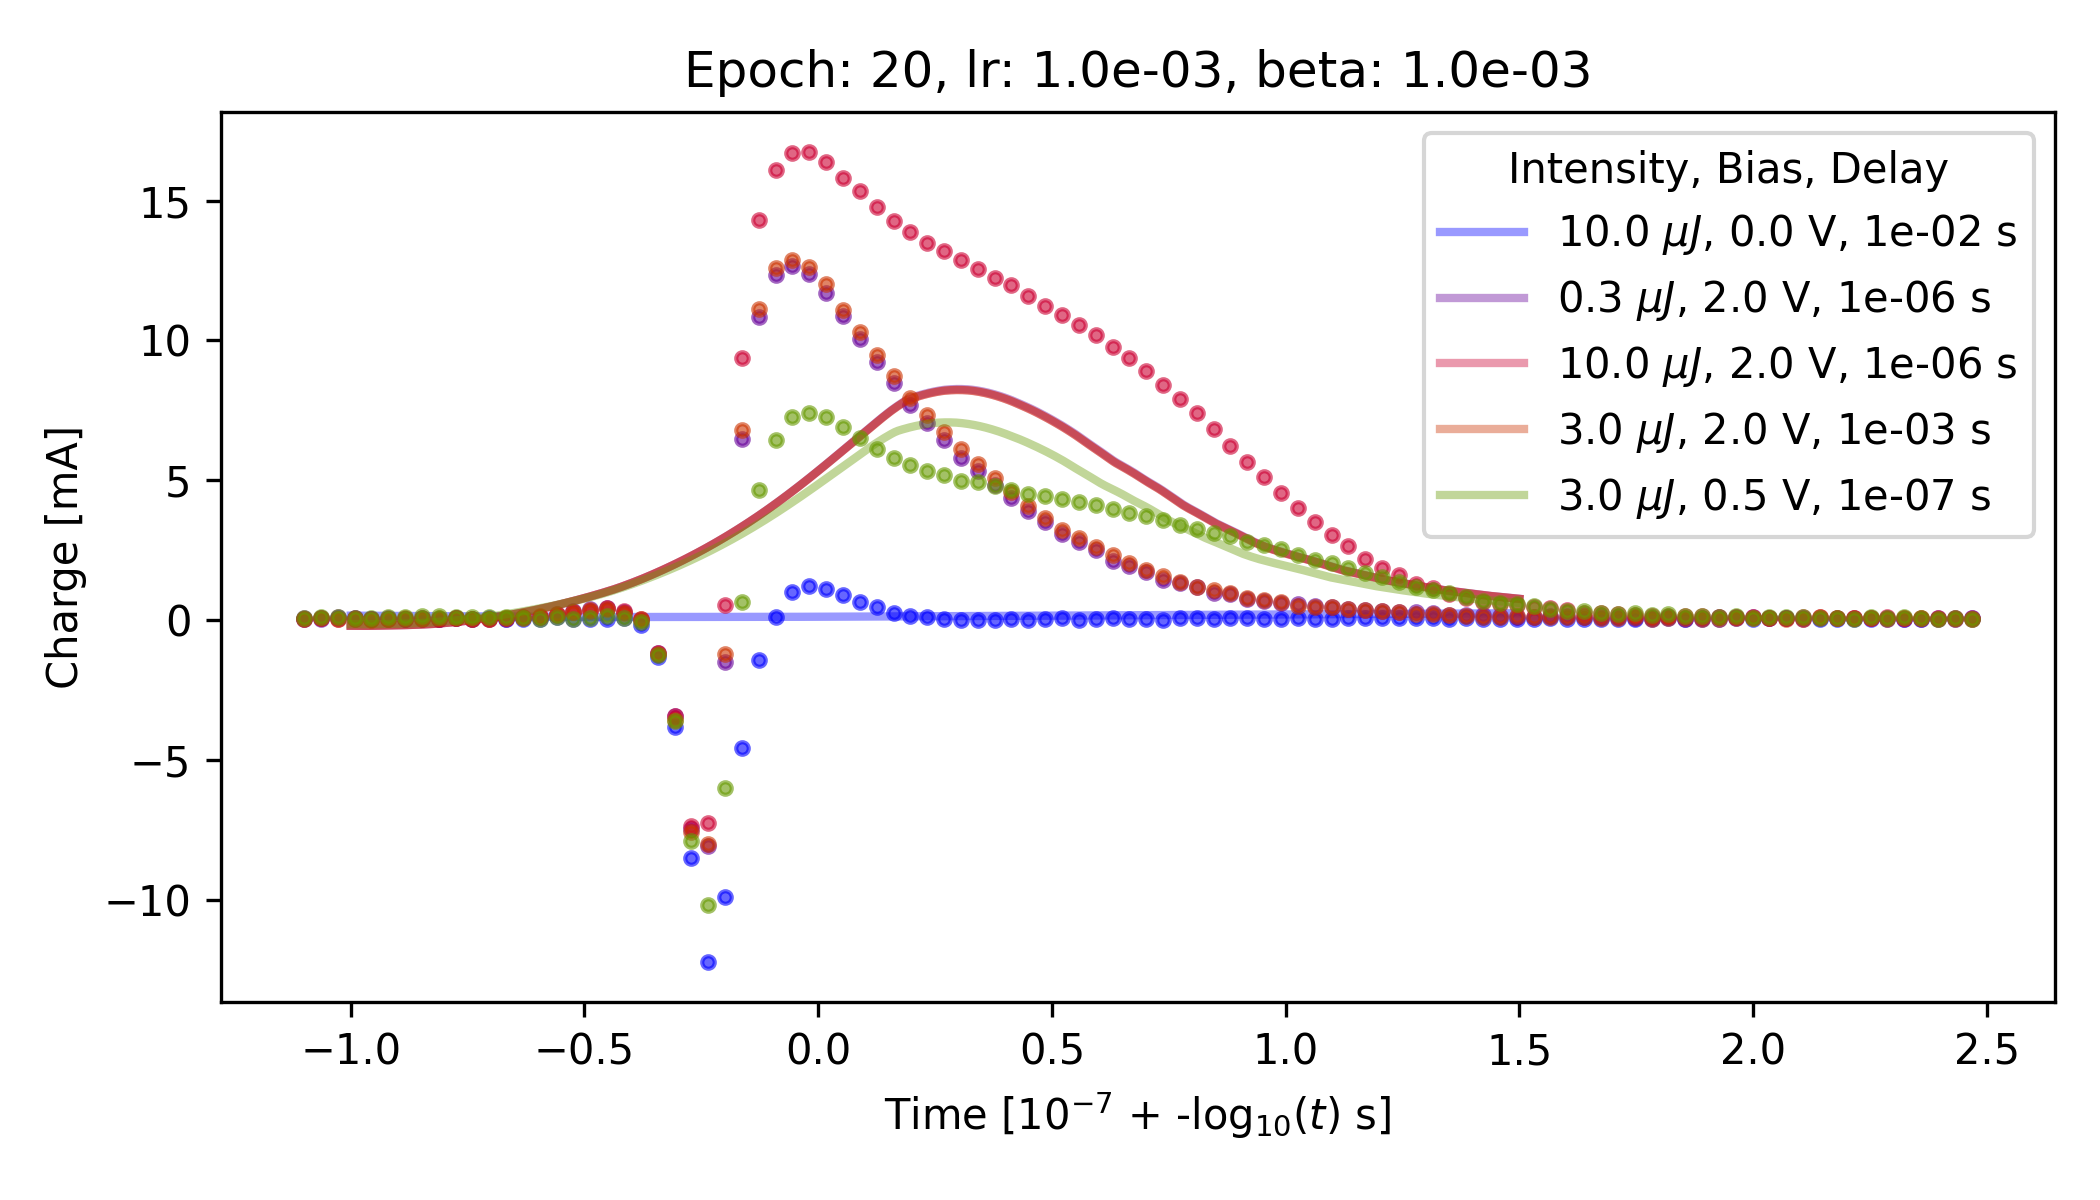 Epoch: 20, lr: 1.0e-03, beta: 1.0e-03
Charge [mA]
15
10
5
0
−5
−10
Intensity, Bias, Delay
10.0 μJ, 0.0 V, 1e-02 s
0.3 μJ, 2.0 V, 1e-06 s
10.0 μJ, 2.0 V, 1e-06 s
3.0 μJ, 2.0 V, 1e-03 s
3.0 μJ, 0.5 V, 1e-07 s
−1.0 −0.5 0.0 0.5 1.0 1.5 2.0 2.5
Time [10⁻⁷ + -log₁₀(t) s]